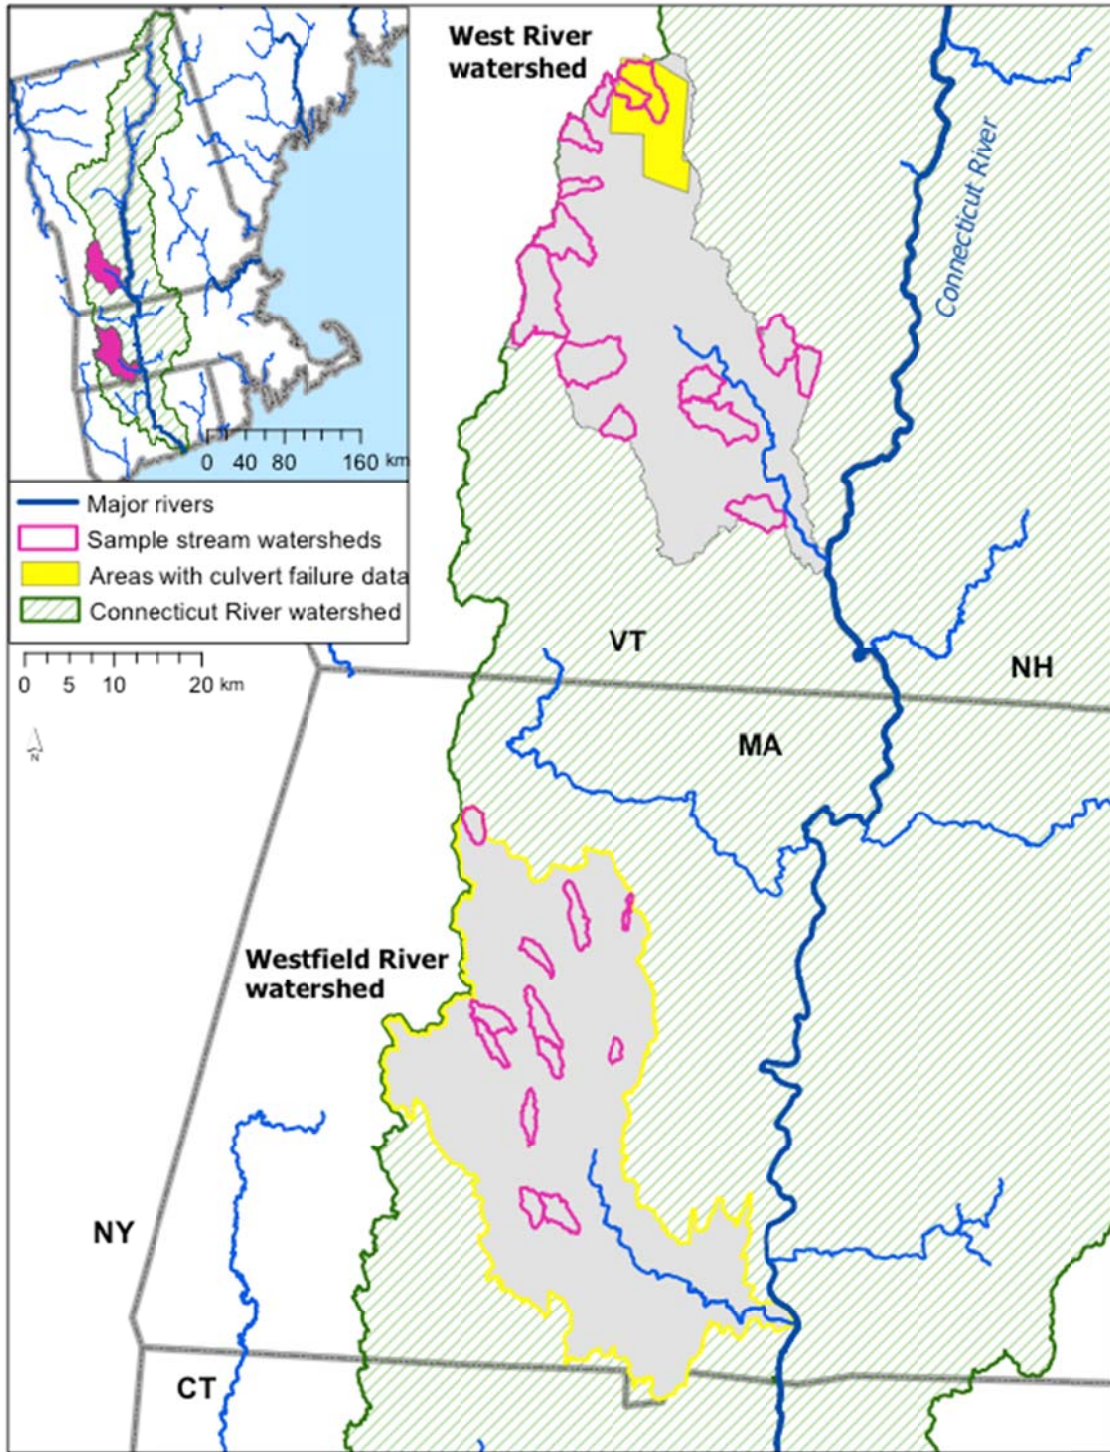 West River
watershed
Connecticut River
0 40 80 160 km
Major rivers
Sample stream watersheds
Areas with culvert failure data
Connecticut River watershed
0 5 10 20 km
N
VT
NH
MA
Westfield River
watershed
NY
CT